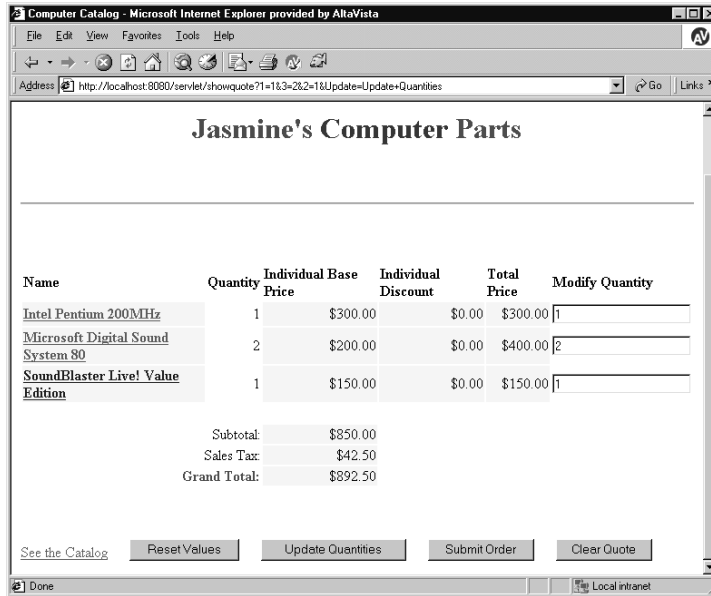 Computer Catalog - Microsoft Internet Explorer provided by AltaVista
File Edit View Favorites Tools Help
AV
Address http://localhost:8080/servlet/showquote?1=1&3=2&2=1&Update=Update+Quantities Go Links
Jasmine's Computer Parts
Name Quantity Individual Base Price Individual Discount Total Price Modify Quantity
Intel Pentium 200MHz 1 $300.00 $0.00 $300.00 1
Microsoft Digital Sound System 80 2 $200.00 $0.00 $400.00 2
SoundBlaster Live! Value Edition 1 $150.00 $0.00 $150.00 1
Subtotal: $850.00
Sales Tax: $42.50
Grand Total: $892.50
See the Catalog Reset Values Update Quantities Submit Order Clear Quote
Done Local intranet